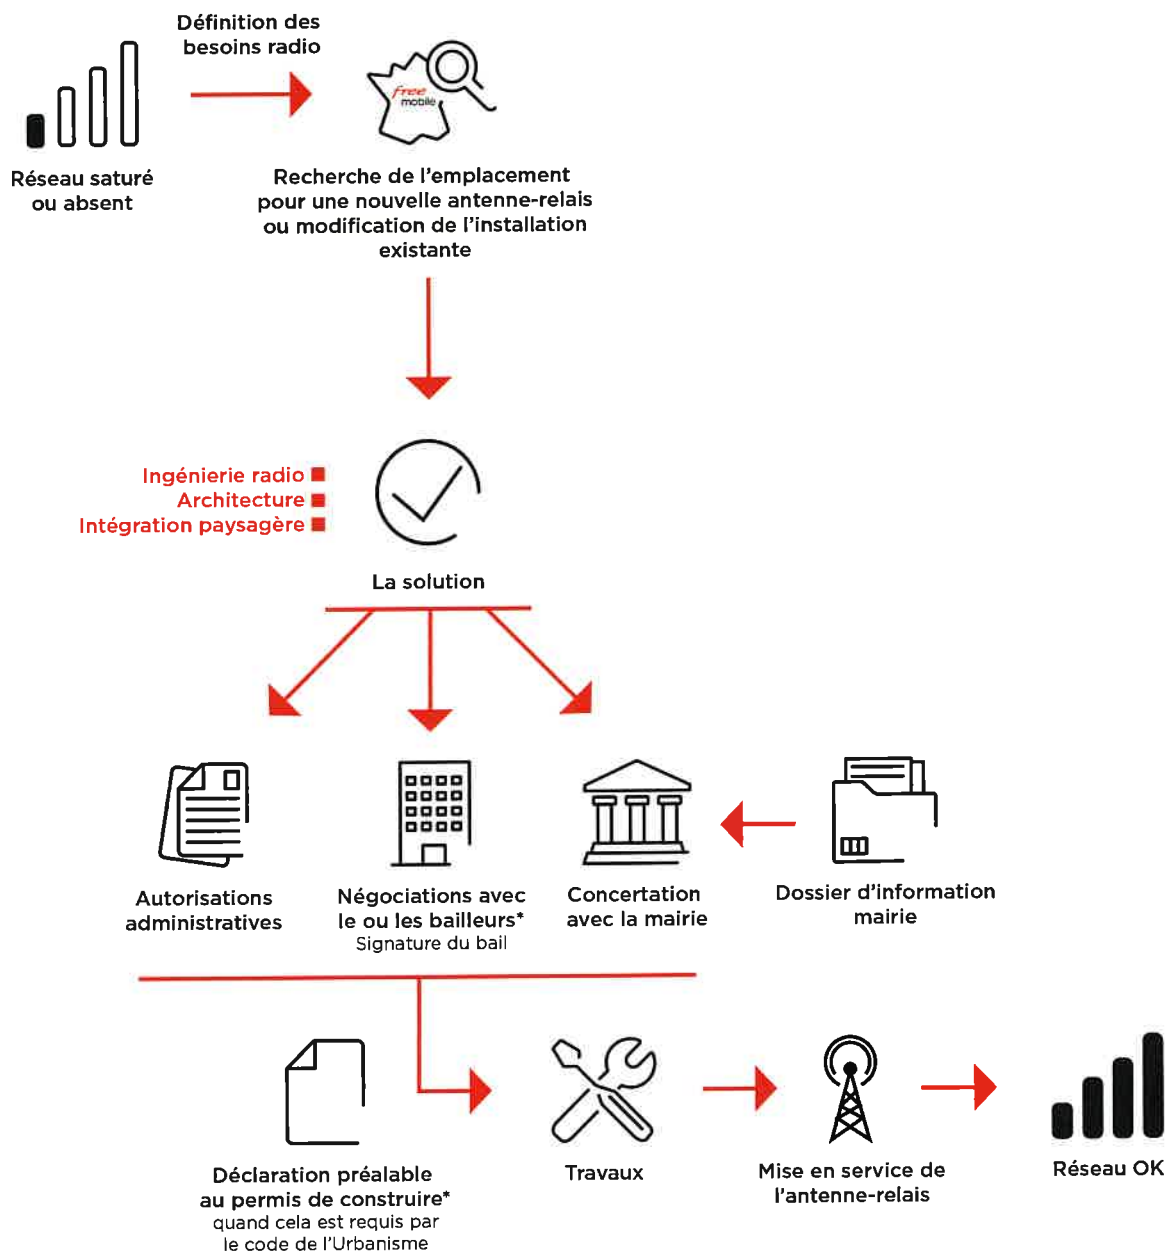 Définition des
besoins radio
free
mobile
Réseau saturé
ou absent
Recherche de l'emplacement
pour une nouvelle antenne-relais
ou modification de l'installation
existante
Ingénierie radio
Architecture
Intégration paysagère
La solution
Autorisations
administratives
Négociations avec
le ou les bailleurs*
Signature du bail
Concertation
avec la mairie
Dossier d'information
mairie
Déclaration préalable
au permis de construire*
quand cela est requis par
le code de l'Urbanisme
Travaux
Mise en service de
l'antenne-relais
Réseau OK